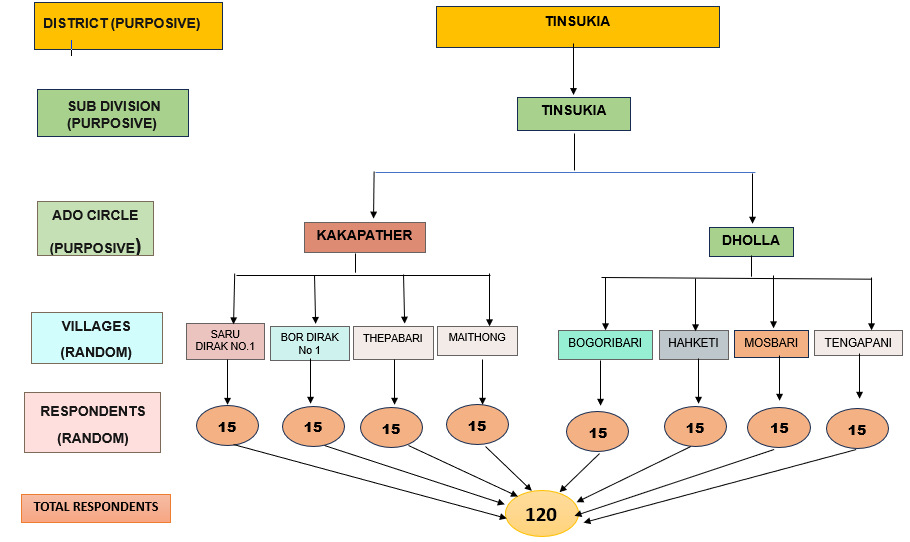 DISTRICT (PURPOSIVE)
TINSUKIA
SUB DIVISION
(PURPOSIVE)
TINSUKIA
ADO CIRCLE
(PURPOSIVE)
KAKAPATHER
DHOLLA
VILLAGES
(RANDOM)
SARU
DIRAK NO.1
BOR DIRAK
No 1
THEPABARI
MAITHONG
BOGORIBARI
HAHKETI
MOSBARI
TENGAPANI
RESPONDENTS
(RANDOM)
15
15
15
15
15
15
15
15
TOTAL RESPONDENTS
120